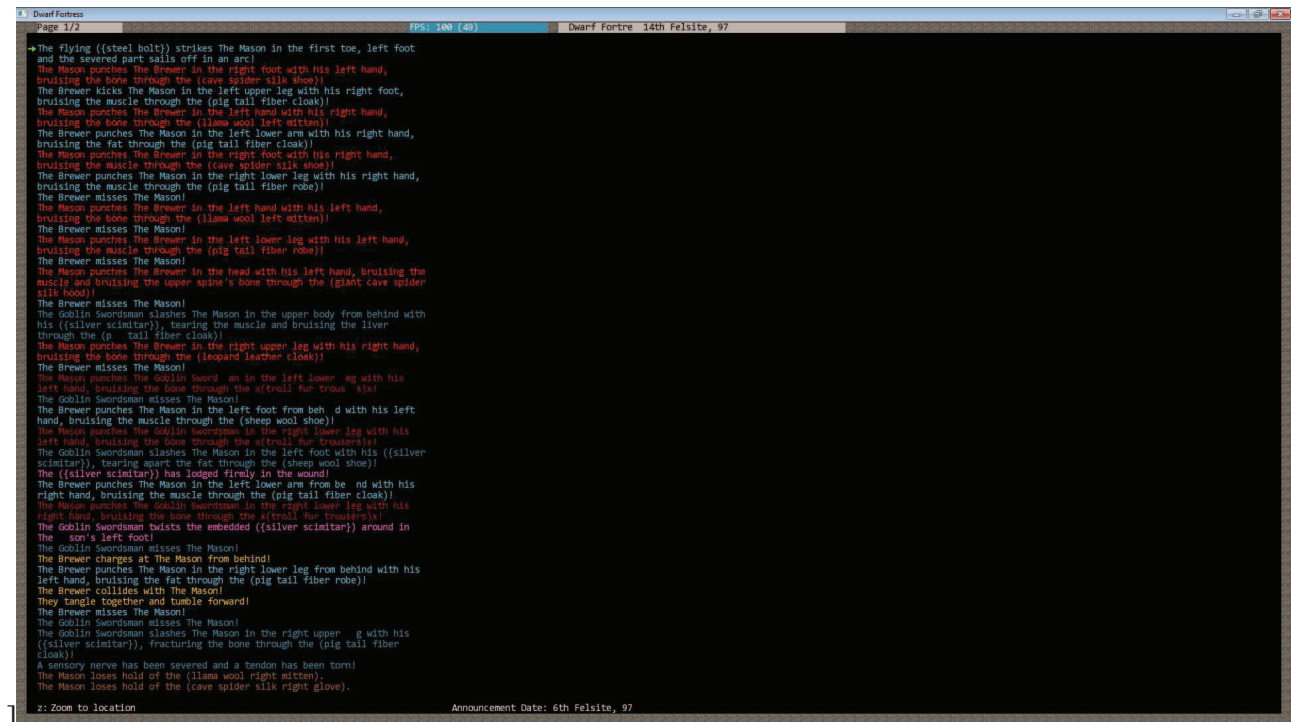 Dwarf Fortress
Page 1/2 FPS: 100 (49) Dwarf Fortre 14th Felsite, 97
The flying ({steel bolt}) strikes The Mason in the first toe, left foot
and the severed part sails off in an arc!
The Mason punches The Brewer in the right foot with his left hand,
bruising the bone through the (cave spider silk shoe)!
The Brewer kicks The Mason in the left upper leg with his right foot,
bruising the muscle through the (pig tail fiber cloak)!
The Mason punches The Brewer in the left hand with his right hand,
bruising the bone through the (llama wool left mitten)!
The Brewer punches The Mason in the left lower arm with his right hand,
bruising the fat through the (pig tail fiber cloak)!
The Mason punches The Brewer in the right foot with his right hand,
bruising the muscle through the (cave spider silk shoe)!
The Brewer punches The Mason in the right lower leg with his right hand,
bruising the muscle through the (pig tail fiber robe)!
The Brewer misses The Mason!
The Mason punches The Brewer in the left hand with his left hand,
bruising the bone through the (llama wool left mitten)!
The Brewer misses The Mason!
The Mason punches The Brewer in the left lower leg with his left hand,
bruising the muscle through the (pig tail fiber robe)!
The Brewer misses The Mason!
The Mason punches The Brewer in the head with his left hand, bruising the
muscle and bruising the upper spine's bone through the (giant cave spider
silk hood)!
The Brewer misses The Mason!
The Goblin Swordsman slashes The Mason in the upper body from behind with
his ({silver scimitar}), tearing the muscle and bruising the liver
through the (p tail fiber cloak)!
The Mason punches The Brewer in the right upper leg with his right hand,
bruising the bone through the (leopard leather cloak)!
The Brewer misses The Mason!
The Mason punches The Goblin Sword an in the left lower eg with his
left hand, bruising the bone through the x(troll fur trous s)x!
The Goblin Swordsman misses The Mason!
The Brewer punches The Mason in the left foot from beh d with his left
hand, bruising the muscle through the (sheep wool shoe)!
The Mason punches The Goblin Swordsman in the right lower leg with his
left hand, bruising the bone through the x(troll fur trousers)x!
The Goblin Swordsman slashes The Mason in the left foot with his ({silver
scimitar}), tearing apart the fat through the (sheep wool shoe)!
The ({silver scimitar}) has lodged firmly in the wound!
The Brewer punches The Mason in the left lower arm from be nd with his
right hand, bruising the muscle through the (pig tail fiber cloak)!
The Mason punches The Goblin Swordsman in the right lower leg with his
right hand, bruising the bone through the x(troll fur trousers)x!
The Goblin Swordsman twists the embedded ({silver scimitar}) around in
The son's left foot!
The Goblin Swordsman misses The Mason!
The Brewer charges at The Mason from behind!
The Brewer punches The Mason in the right lower leg from behind with his
left hand, bruising the fat through the (pig tail fiber robe)!
The Brewer collides with The Mason!
They tangle together and tumble forward!
The Brewer misses The Mason!
The Goblin Swordsman misses The Mason!
The Goblin Swordsman slashes The Mason in the right upper g with his
({silver scimitar}), fracturing the bone through the (pig tail fiber
cloak)!
A sensory nerve has been severed and a tendon has been torn!
The Mason loses hold of the (llama wool right mitten).
The Mason loses hold of the (cave spider silk right glove).
z: Zoom to location Announcement Date: 6th Felsite, 97